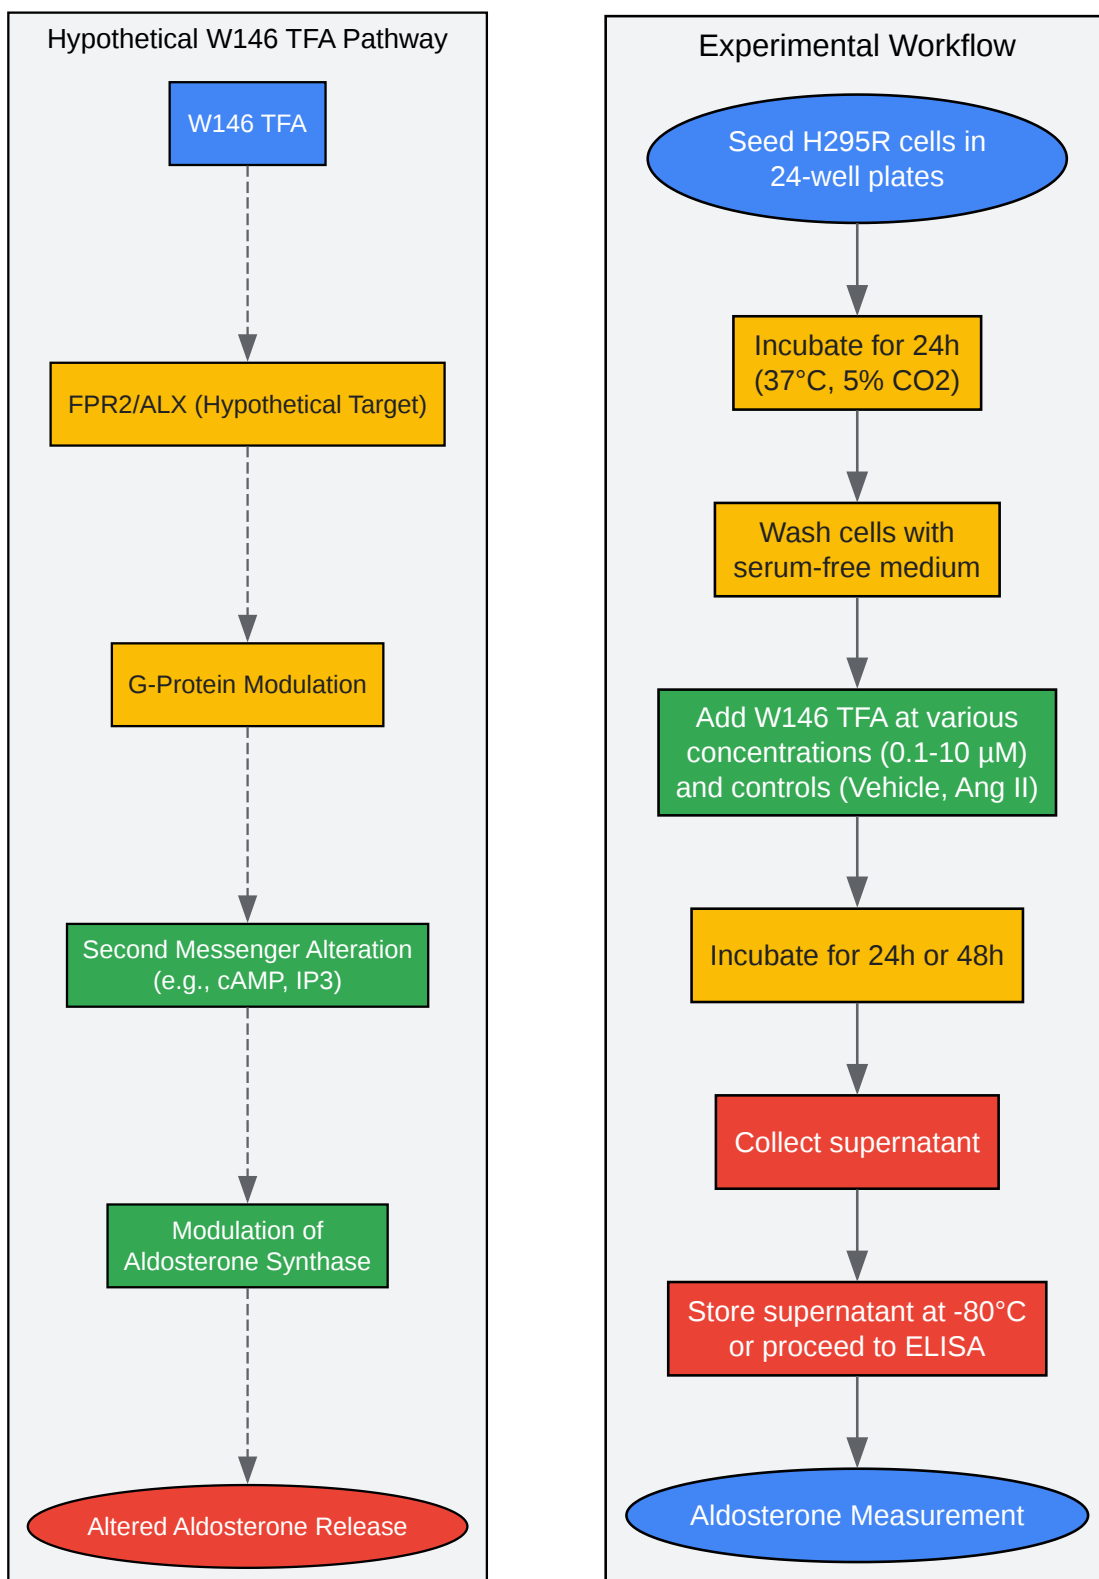 Hypothetical W146 TFA Pathway
W146 TFA
FPR2/ALX (Hypothetical Target)
G-Protein Modulation
Second Messenger Alteration
(e.g., cAMP, IP3)
Modulation of
Aldosterone Synthase
Altered Aldosterone Release
Experimental Workflow
Seed H295R cells in
24-well plates
Incubate for 24h
(37°C, 5% CO2)
Wash cells with
serum-free medium
Add W146 TFA at various
concentrations (0.1-10 µM)
and controls (Vehicle, Ang II)
Incubate for 24h or 48h
Collect supernatant
Store supernatant at -80°C
or proceed to ELISA
Aldosterone Measurement